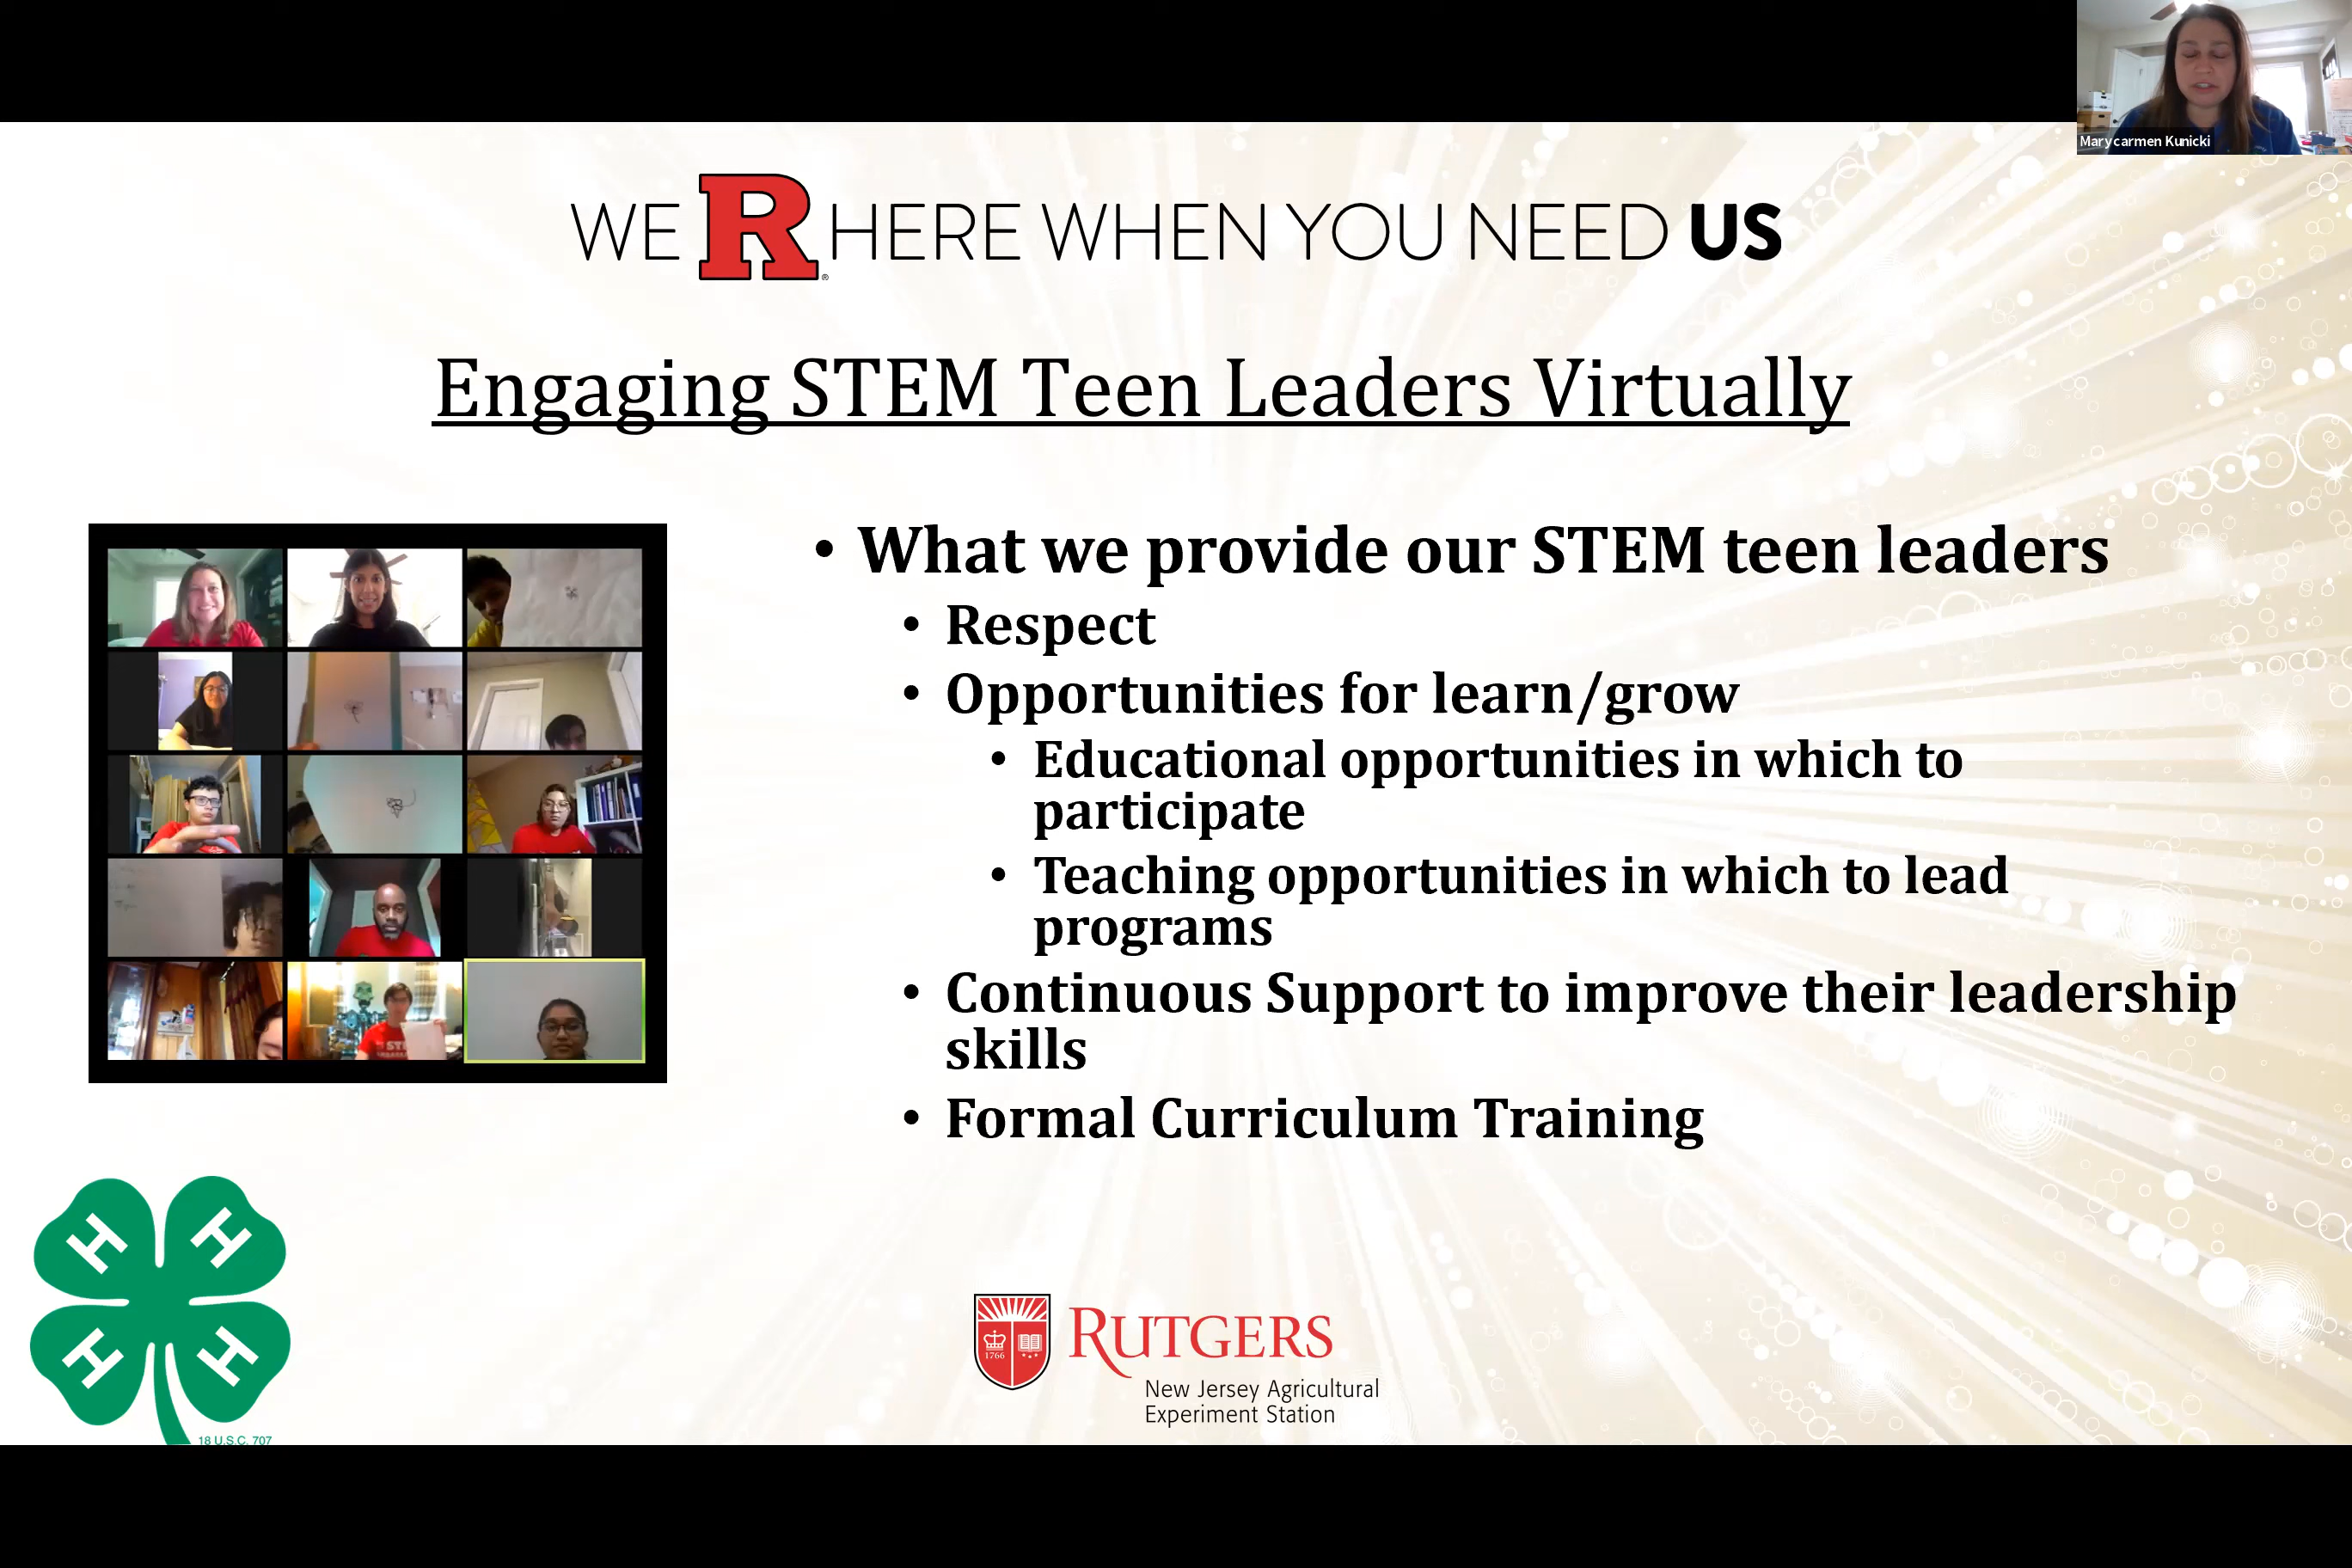 Marycarmen Kunicki
WE R HERE WHEN YOU NEED US
Engaging STEM Teen Leaders Virtually
• What we provide our STEM teen leaders
• Respect
• Opportunities for learn/grow
• Educational opportunities in which to
participate
• Teaching opportunities in which to lead
programs
• Continuous Support to improve their leadership
skills
• Formal Curriculum Training
H H
H H
18 U.S.C. 707
1766
RUTGERS
New Jersey Agricultural
Experiment Station